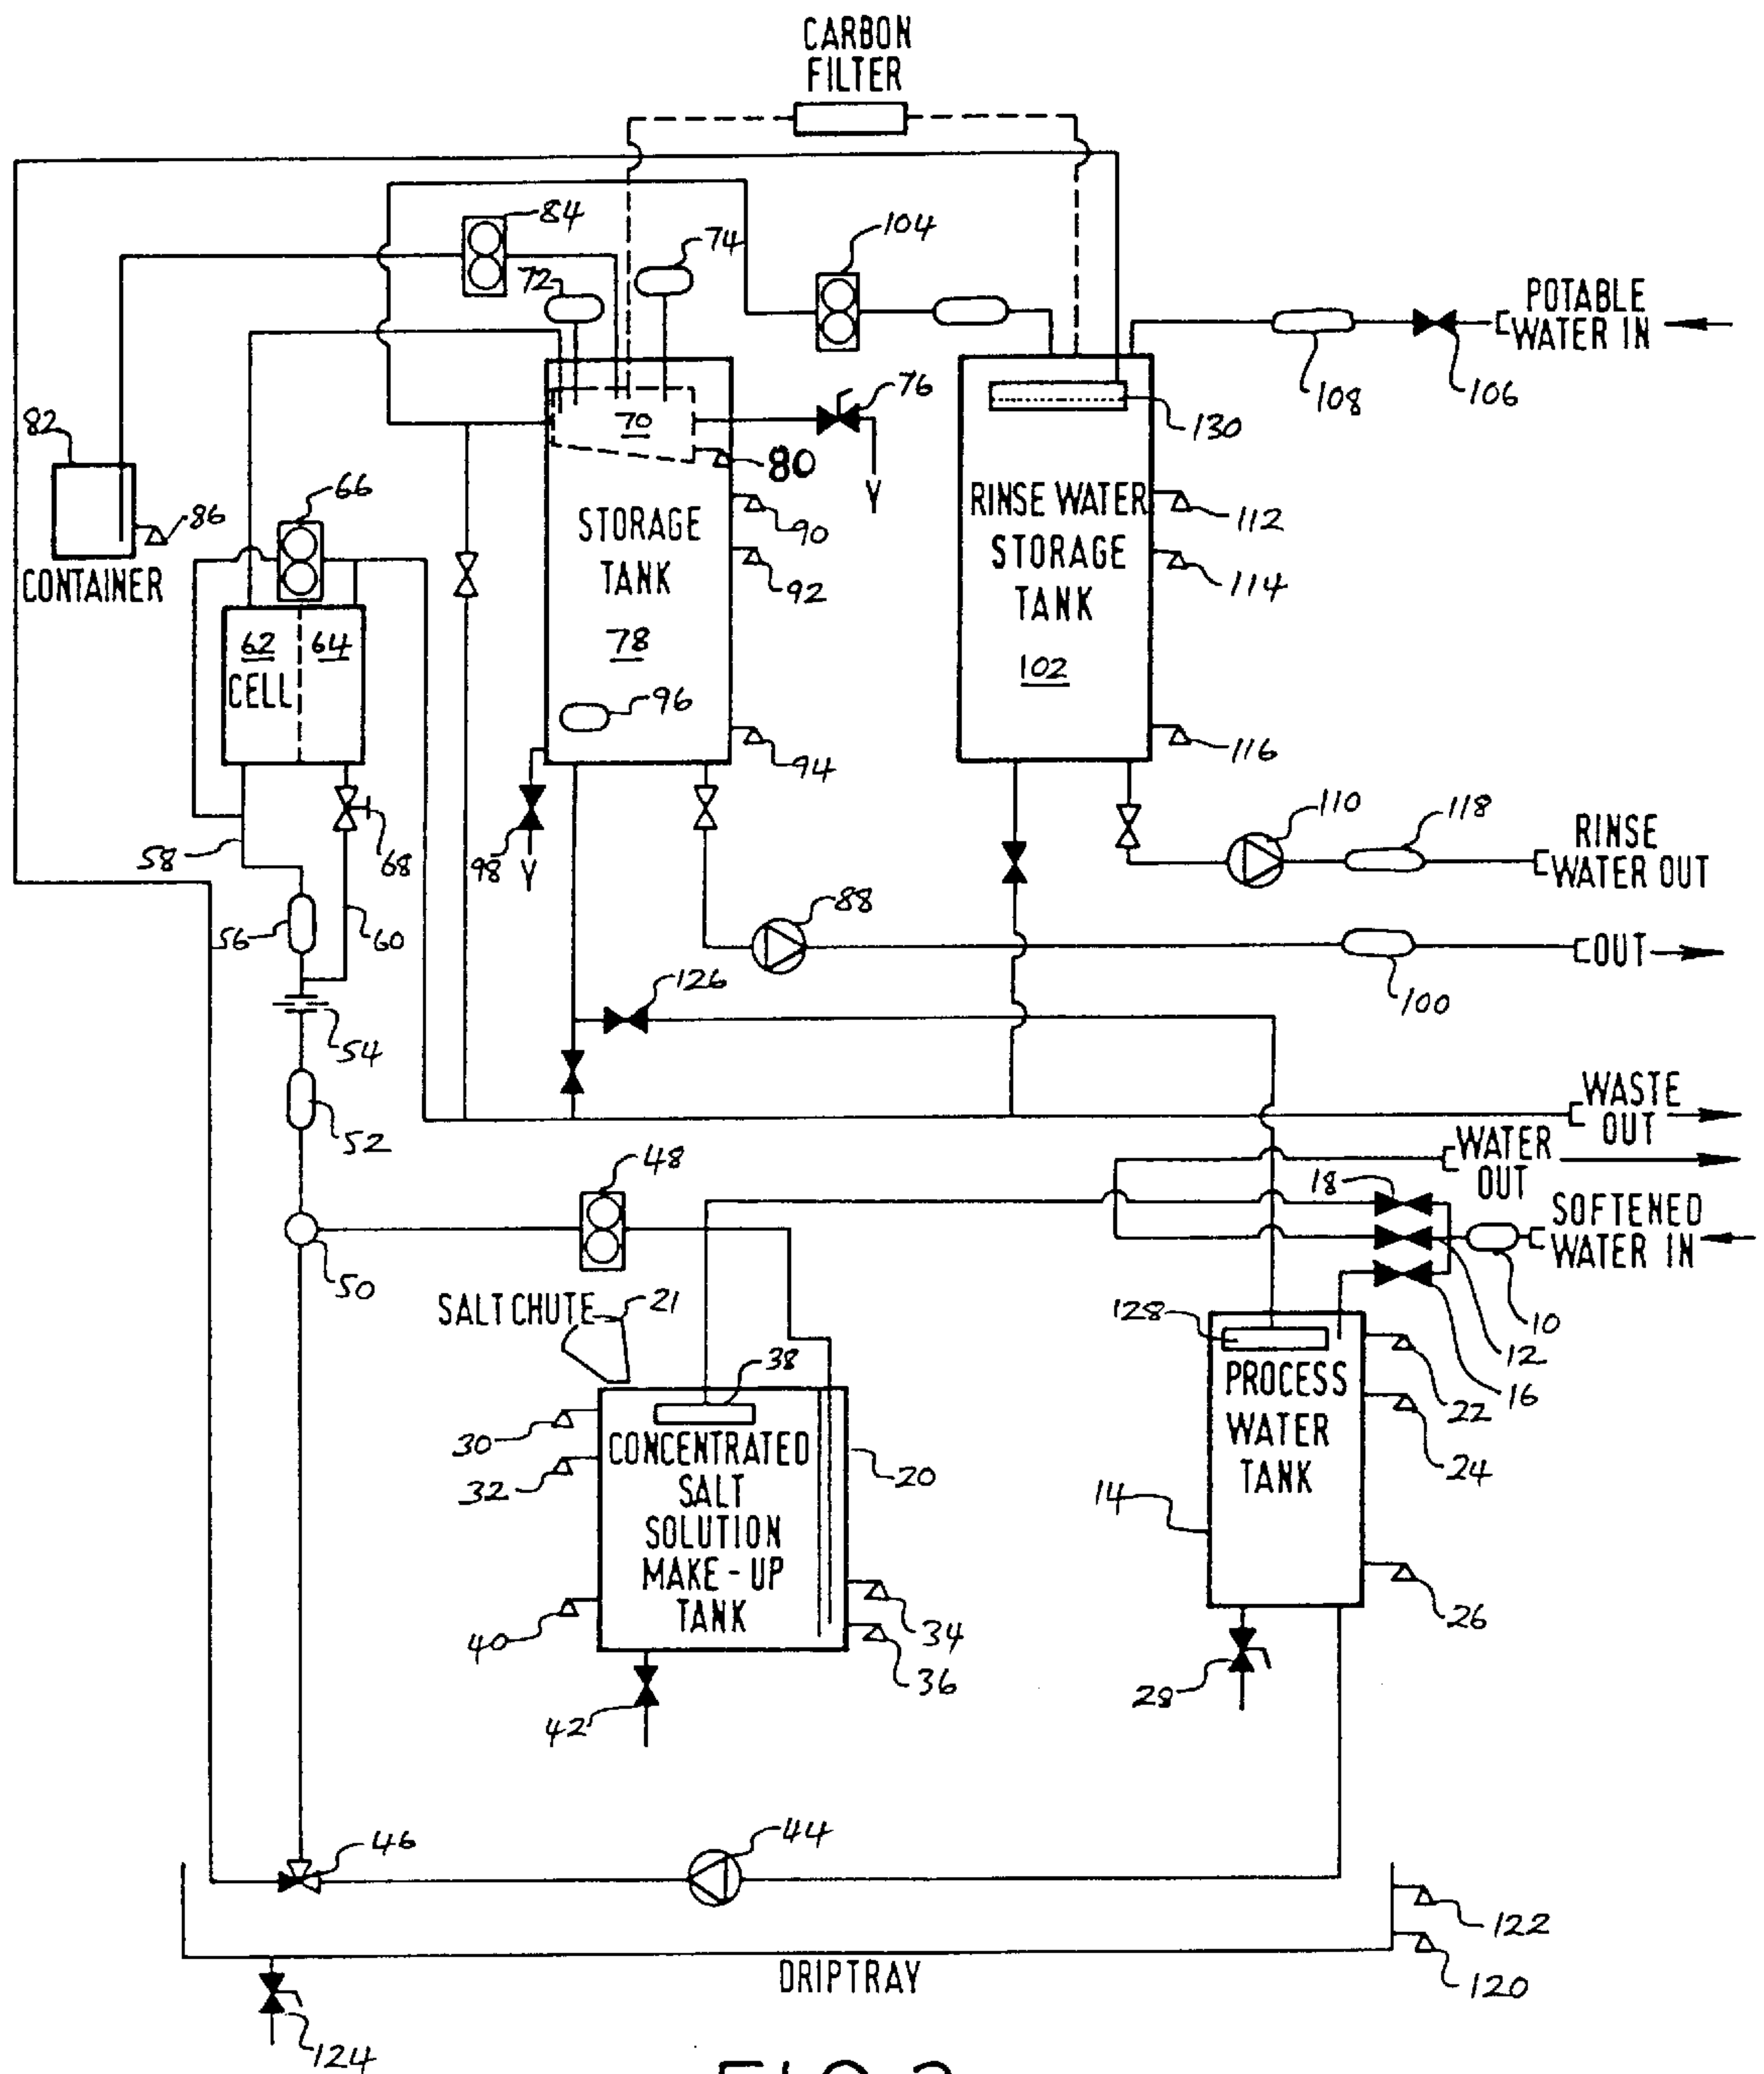 CARBON
FILTER
84
74
104
72
POTABLE
WATER IN
76
108
106
82
70
130
80
66
86
STORAGE
TANK
78
90
92
RINSE WATER
STORAGE
TANK
102
112
114
CONTAINER
Y
62
64
CELL
96
94
116
98
Y
68
58
110
118
RINSE
WATER OUT
56
60
88
OUT
100
126
54
WASTE
OUT
52
WATER
OUT
48
18
SOFTENED
WATER IN
50
SALT CHUTE
21
128
10
12
16
38
PROCESS
WATER
TANK
22
24
30
32
CONCENTRATED
SALT
SOLUTION
MAKE-UP
TANK
20
14
40
34
36
26
28
42
46
44
122
120
DRIPTRAY
124